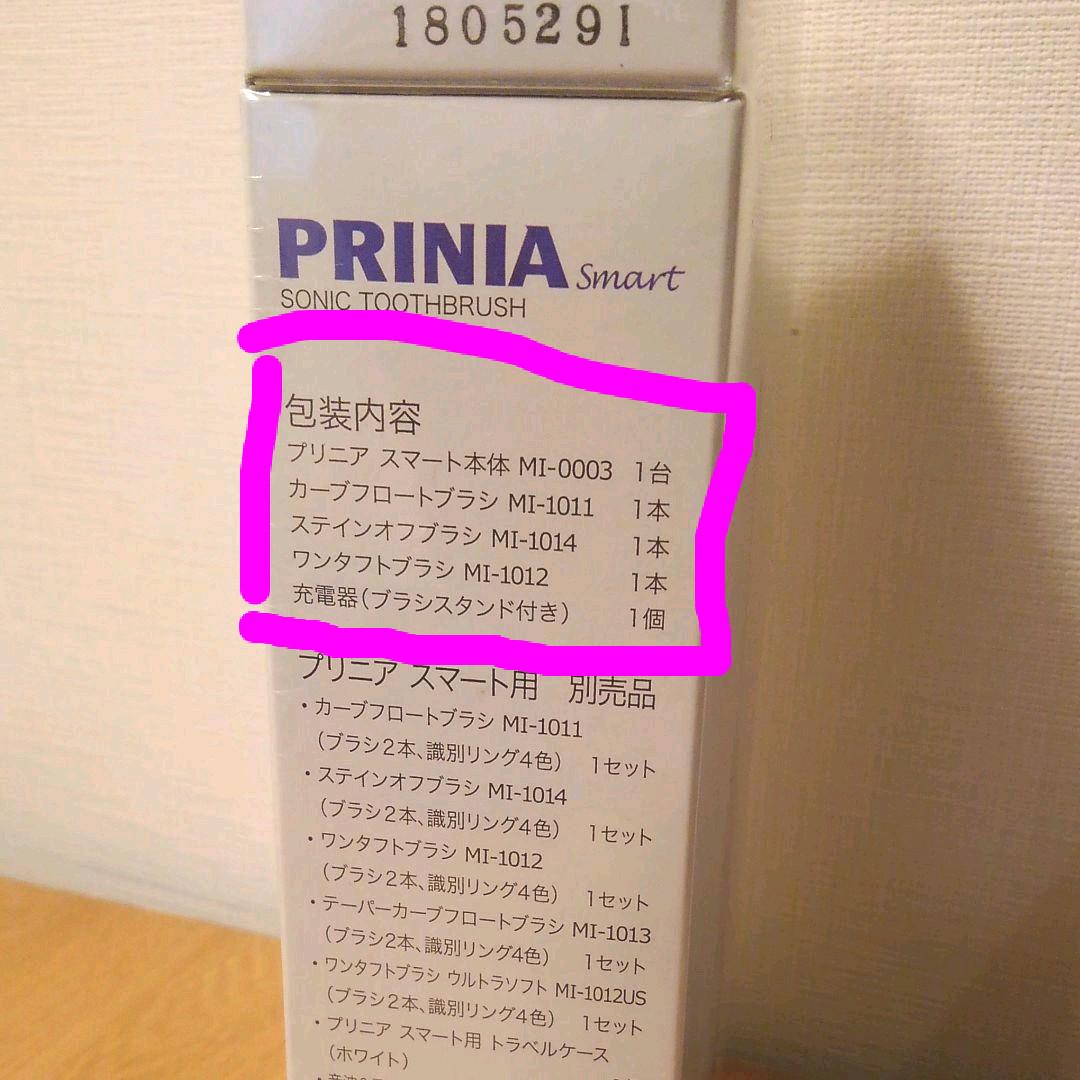 1805291
PRINIA Smart
SONIC TOOTHBRUSH
包装内容
プリニア スマート本体 MI-0003 1台
カーブフロートブラシ MI-1011 1本
ステインオフブラシ MI-1014 1本
ワンタフトブラシ MI-1012 1本
充電器(ブラシスタンド付き) 1個
プリニア スマート用 別売品
・カーブフロートブラシ MI-1011
(ブラシ2本、識別リング4色) 1セット
・ステインオフブラシ MI-1014
(ブラシ2本、識別リング4色) 1セット
・ワンタフトブラシ MI-1012
(ブラシ2本、識別リング4色) 1セット
・テーパーカーブフロートブラシ MI-1013
(ブラシ2本、識別リング4色) 1セット
・ワンタフトブラシ ウルトラソフト MI-1012US
(ブラシ2本、識別リング4色) 1セット
・プリニア スマート用 トラベルケース
(ホワイト)